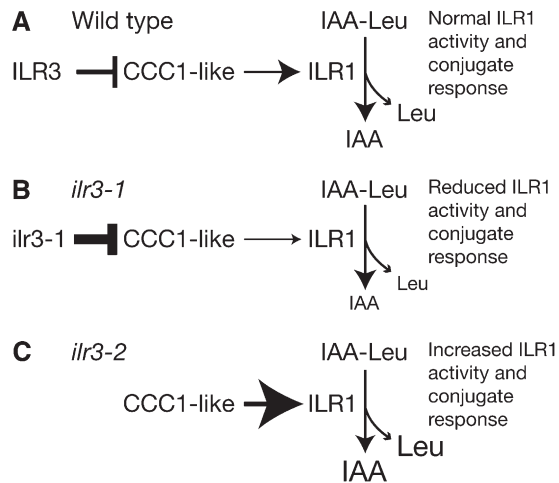 A Wild type
IAA-Leu
Normal ILR1
activity and
conjugate
response
ILR3 CCC1-like ILR1
Leu
IAA
B ilr3-1
IAA-Leu
Reduced ILR1
activity and
conjugate
response
ilr3-1 CCC1-like ILR1
Leu
IAA
C ilr3-2
IAA-Leu
Increased ILR1
activity and
conjugate
response
CCC1-like ILR1
Leu
IAA